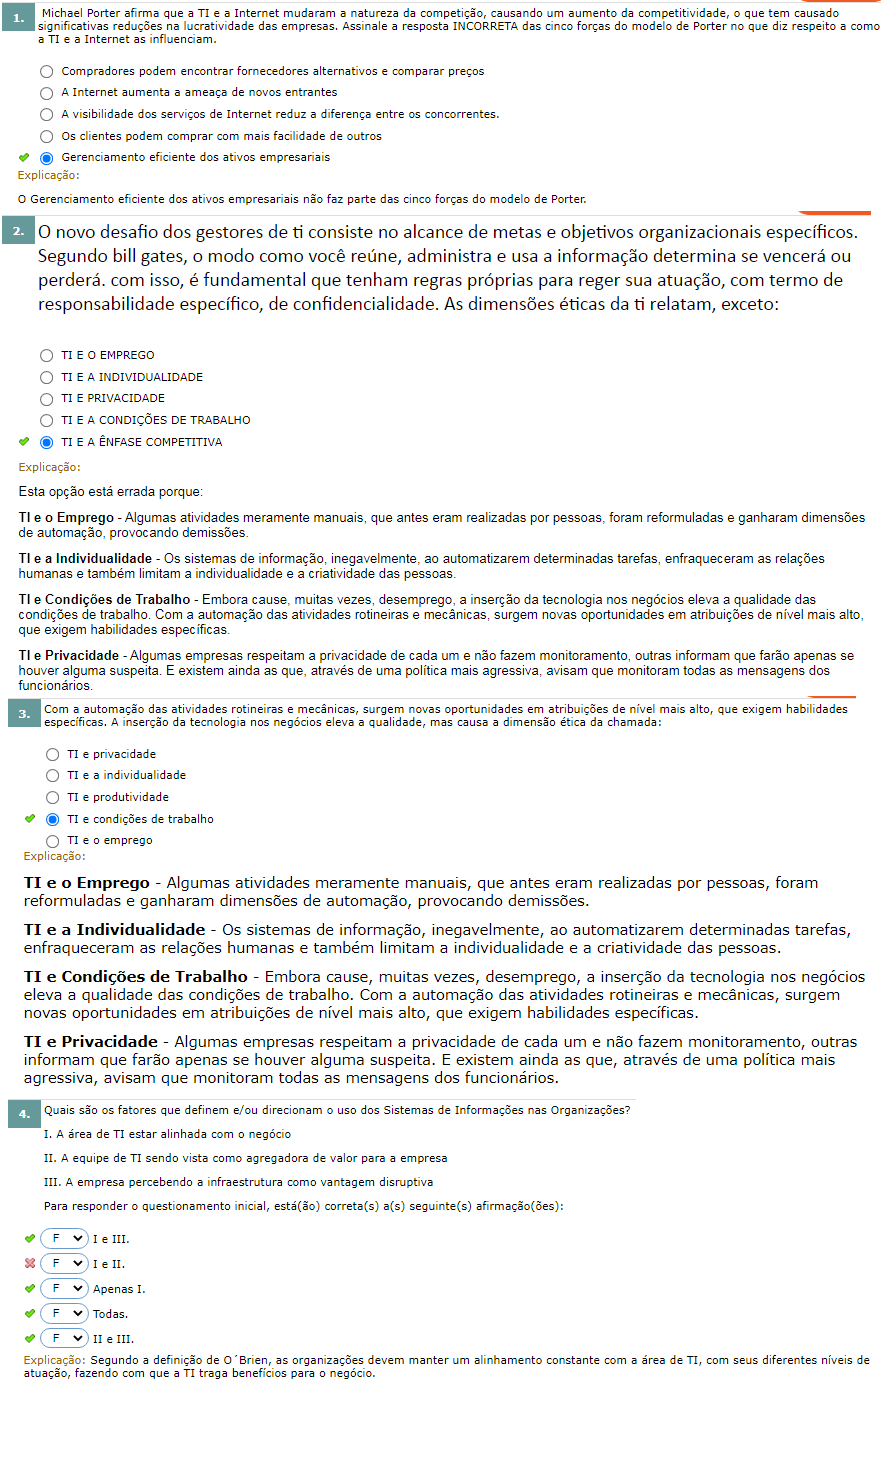 1. Michael Porter afirma que a TI e a Internet mudaram a natureza da competição, causando um aumento da competitividade, o que tem causado
significativas reduções na lucratividade das empresas. Assinale a resposta INCORRETA das cinco forças do modelo de Porter no que diz respeito a como
a TI e a Internet as influenciam.
Compradores podem encontrar fornecedores alternativos e comparar preços
A Internet aumenta a ameaça de novos entrantes
A visibilidade dos serviços de Internet reduz a diferença entre os concorrentes.
Os clientes podem comprar com mais facilidade de outros
Gerenciamento eficiente dos ativos empresariais
Explicação:
O Gerenciamento eficiente dos ativos empresariais não faz parte das cinco forças do modelo de Porter.
2. O novo desafio dos gestores de ti consiste no alcance de metas e objetivos organizacionais específicos.
Segundo bill gates, o modo como você reúne, administra e usa a informação determina se vencerá ou
perderá. com isso, é fundamental que tenham regras próprias para reger sua atuação, com termo de
responsabilidade específico, de confidencialidade. As dimensões éticas da ti relatam, exceto:
TI E O EMPREGO
TI E A INDIVIDUALIDADE
TI E PRIVACIDADE
TI E A CONDIÇÕES DE TRABALHO
TI E A ÊNFASE COMPETITIVA
Explicação:
Esta opção está errada porque:
TI e o Emprego - Algumas atividades meramente manuais, que antes eram realizadas por pessoas, foram reformuladas e ganharam dimensões
de automação, provocando demissões.
TI e a Individualidade - Os sistemas de informação, inegavelmente, ao automatizarem determinadas tarefas, enfraqueceram as relações
humanas e também limitam a individualidade e a criatividade das pessoas.
TI e Condições de Trabalho - Embora cause, muitas vezes, desemprego, a inserção da tecnologia nos negócios eleva a qualidade das
condições de trabalho. Com a automação das atividades rotineiras e mecânicas, surgem novas oportunidades em atribuições de nível mais alto,
que exigem habilidades específicas.
TI e Privacidade - Algumas empresas respeitam a privacidade de cada um e não fazem monitoramento, outras informam que farão apenas se
houver alguma suspeita. E existem ainda as que, através de uma política mais agressiva, avisam que monitoram todas as mensagens dos
funcionários.
3. Com a automação das atividades rotineiras e mecânicas, surgem novas oportunidades em atribuições de nível mais alto, que exigem habilidades
específicas. A inserção da tecnologia nos negócios eleva a qualidade, mas causa a dimensão ética da chamada:
TI e privacidade
TI e a individualidade
TI e produtividade
TI e condições de trabalho
TI e o emprego
Explicação:
TI e o Emprego - Algumas atividades meramente manuais, que antes eram realizadas por pessoas, foram
reformuladas e ganharam dimensões de automação, provocando demissões.
TI e a Individualidade - Os sistemas de informação, inegavelmente, ao automatizarem determinadas tarefas,
enfraqueceram as relações humanas e também limitam a individualidade e a criatividade das pessoas.
TI e Condições de Trabalho - Embora cause, muitas vezes, desemprego, a inserção da tecnologia nos negócios
eleva a qualidade das condições de trabalho. Com a automação das atividades rotineiras e mecânicas, surgem
novas oportunidades em atribuições de nível mais alto, que exigem habilidades específicas.
TI e Privacidade - Algumas empresas respeitam a privacidade de cada um e não fazem monitoramento, outras
informam que farão apenas se houver alguma suspeita. E existem ainda as que, através de uma política mais
agressiva, avisam que monitoram todas as mensagens dos funcionários.
4. Quais são os fatores que definem e/ou direcionam o uso dos Sistemas de Informações nas Organizações?
I. A área de TI estar alinhada com o negócio
II. A equipe de TI sendo vista como agregadora de valor para a empresa
III. A empresa percebendo a infraestrutura como vantagem disruptiva
Para responder o questionamento inicial, está(ão) correta(s) a(s) seguinte(s) afirmação(ões):
F I e III.
F I e II.
F Apenas I.
F Todas.
F II e III.
Explicação: Segundo a definição de O´Brien, as organizações devem manter um alinhamento constante com a área de TI, com seus diferentes níveis de
atuação, fazendo com que a TI traga benefícios para o negócio.